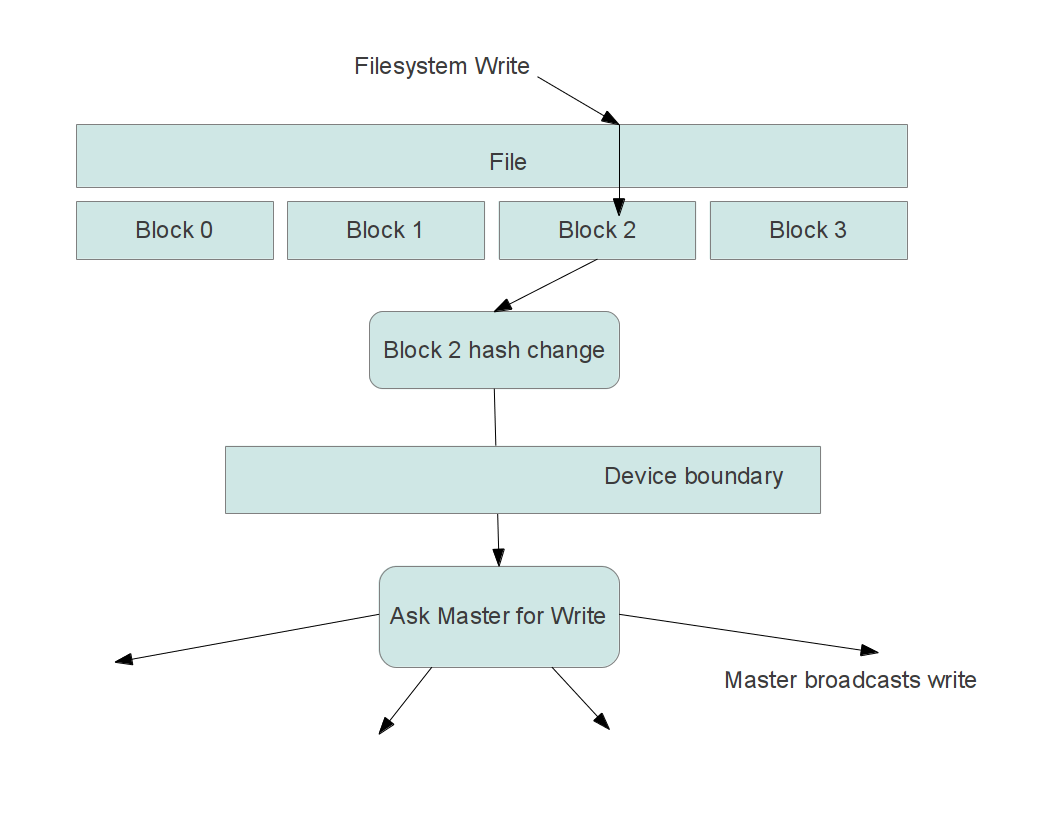 Filesystem Write
File
Block 0
Block 1
Block 2
Block 3
Block 2 hash change
Device boundary
Ask Master for Write
Master broadcasts write